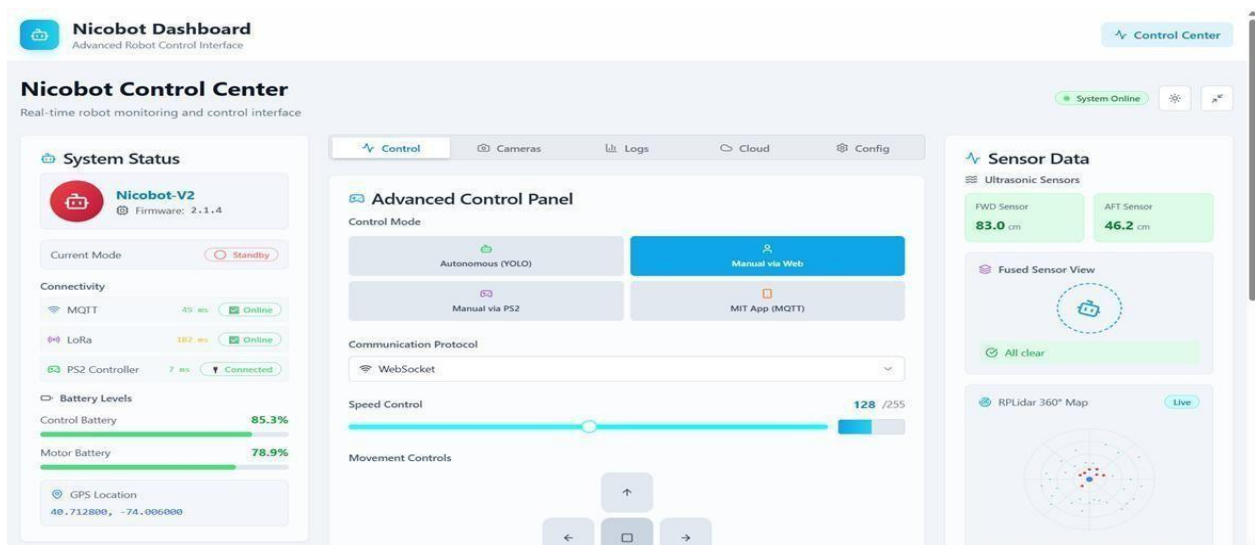 Nicobot Dashboard
Advanced Robot Control Interface
Control Center
Nicobot Control Center
Real-time robot monitoring and control interface
System Online
System Status
Nicobot-V2
Firmware: 2.1.4
Current Mode
Standby
Connectivity
MQTT 45 ms Online
LoRa 182 ms Online
PS2 Controller 7 ms Connected
Battery Levels
Control Battery 85.3%
Motor Battery 78.9%
GPS Location
40.712800, -74.006000
Control Cameras Logs Cloud Config
Advanced Control Panel
Control Mode
Autonomous (YOLO)
Manual via Web
Manual via PS2
MIT App (MQTT)
Communication Protocol
WebSocket
Speed Control 128 /255
Movement Controls
Sensor Data
Ultrasonic Sensors
FWD Sensor
83.0 cm
AFT Sensor
46.2 cm
Fused Sensor View
All clear
RPLidar 360° Map Live